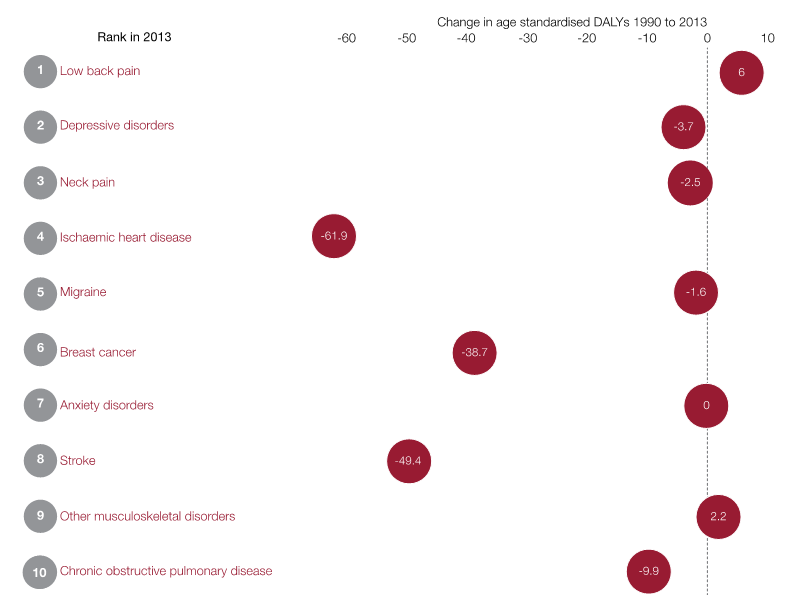 Change in age standardised DALYs 1990 to 2013
Rank in 2013 -60 -50 -40 -30 -20 -10 0 10
1 Low back pain 6
2 Depressive disorders -3.7
3 Neck pain -2.5
4 Ischaemic heart disease -61.9
5 Migraine -1.6
6 Breast cancer -38.7
7 Anxiety disorders 0
8 Stroke -49.4
9 Other musculoskeletal disorders 2.2
10 Chronic obstructive pulmonary disease -9.9